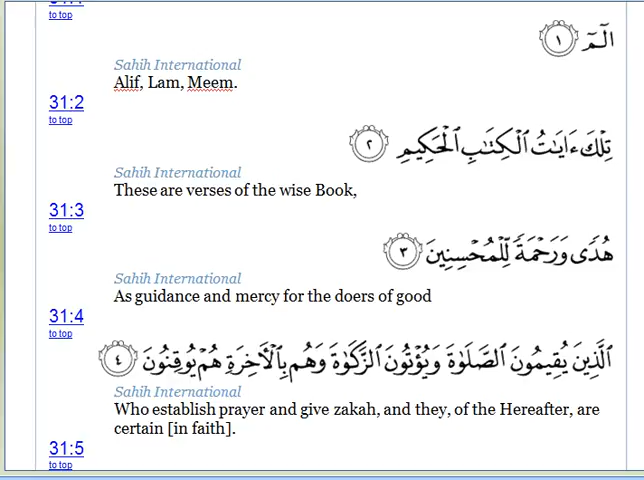 to top
الٓمٓ ١
Sahih International
Alif, Lam, Meem.
31:2
to top
تِلْكَ ءَايَٰتُ ٱلْكِتَٰبِ ٱلْحَكِيمِ ٢
Sahih International
These are verses of the wise Book,
31:3
to top
هُدًى وَرَحْمَةً لِّلْمُحْسِنِينَ ٣
Sahih International
As guidance and mercy for the doers of good
31:4
to top
ٱلَّذِينَ يُقِيمُونَ ٱلصَّلَوٰةَ وَيُؤْتُونَ ٱلزَّكَوٰةَ وَهُم بِٱلْءَاخِرَةِ هُمْ يُوقِنُونَ ٤
Sahih International
Who establish prayer and give zakah, and they, of the Hereafter, are
certain [in faith].
31:5
to top